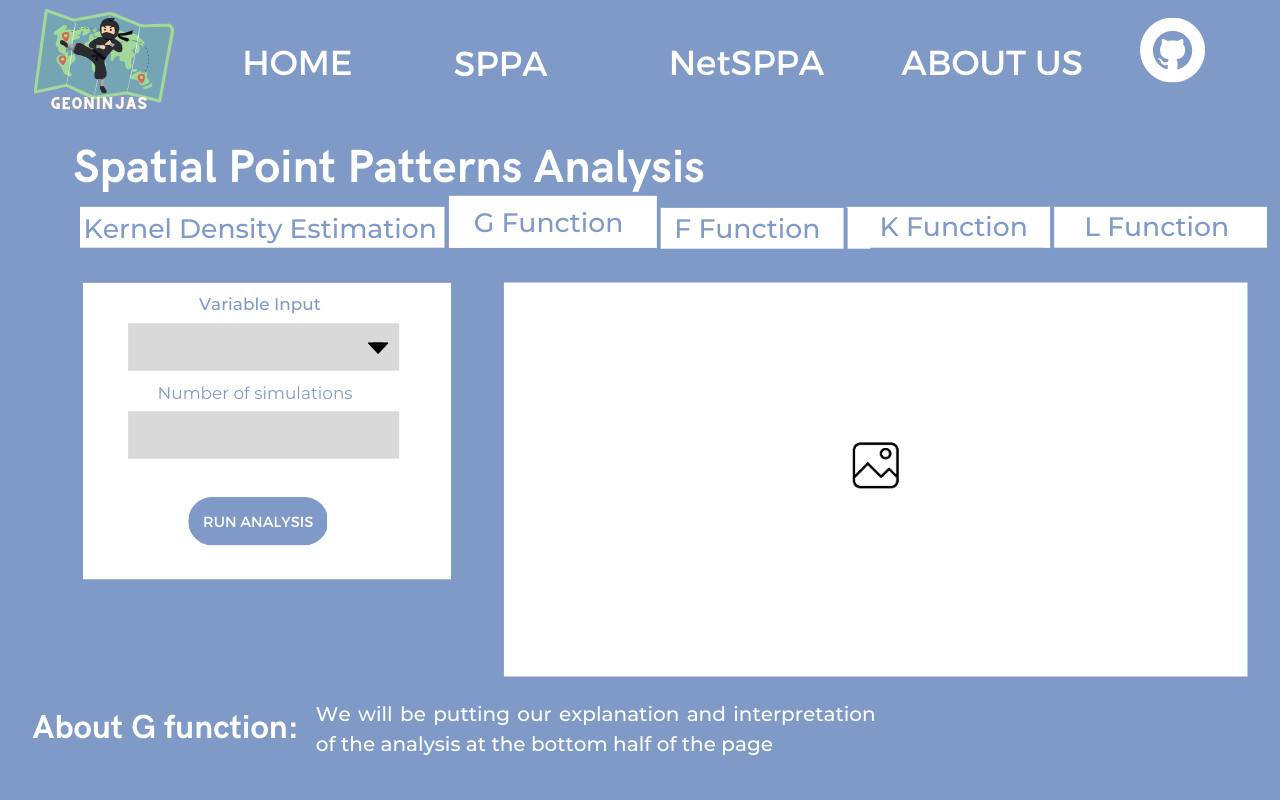 GEONINJAS
HOME
SPPA
NetSPPA
ABOUT US
Spatial Point Patterns Analysis
Kernel Density Estimation
G Function
F Function
K Function
L Function
Variable Input
Number of simulations
RUN ANALYSIS
About G function:
We will be putting our explanation and interpretation
of the analysis at the bottom half of the page